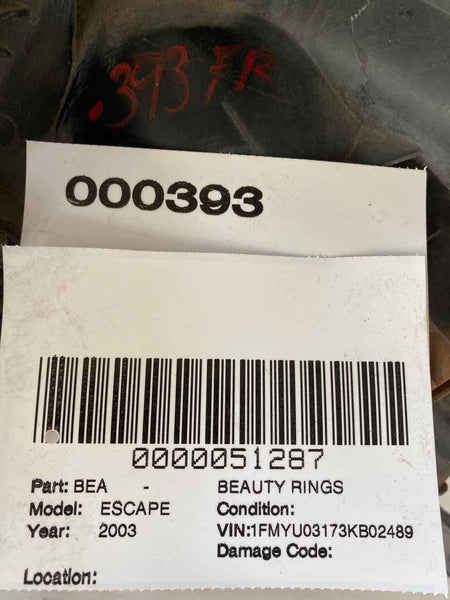 .393 FR
000393
0000051287
Part: BEA - BEAUTY RINGS
Model: ESCAPE Condition:
Year: 2003 VIN:1FMYU03173KB02489
Damage Code:
Location: